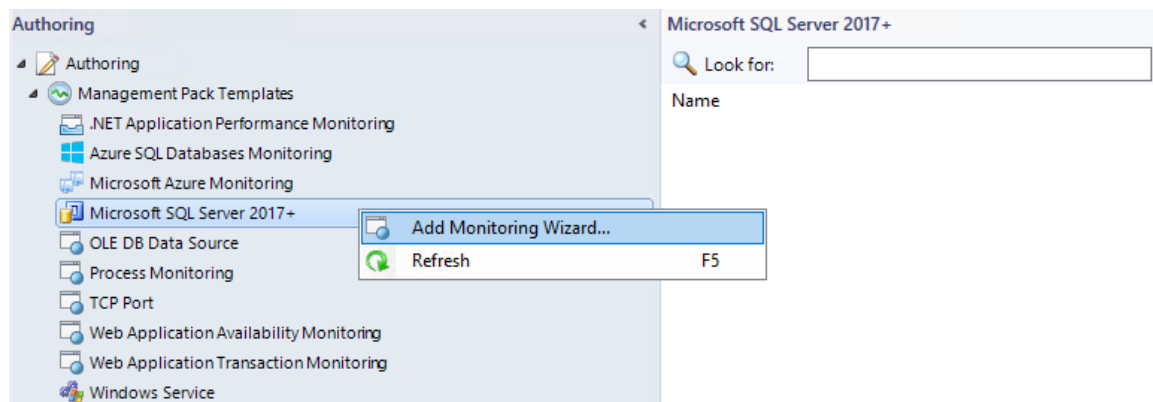 Authoring
Authoring
Management Pack Templates
.NET Application Performance Monitoring
Azure SQL Databases Monitoring
Microsoft Azure Monitoring
Microsoft SQL Server 2017+
OLE DB Data Source
Process Monitoring
TCP Port
Web Application Availability Monitoring
Web Application Transaction Monitoring
Windows Service
Add Monitoring Wizard...
Refresh F5
Microsoft SQL Server 2017+
Look for:
Name